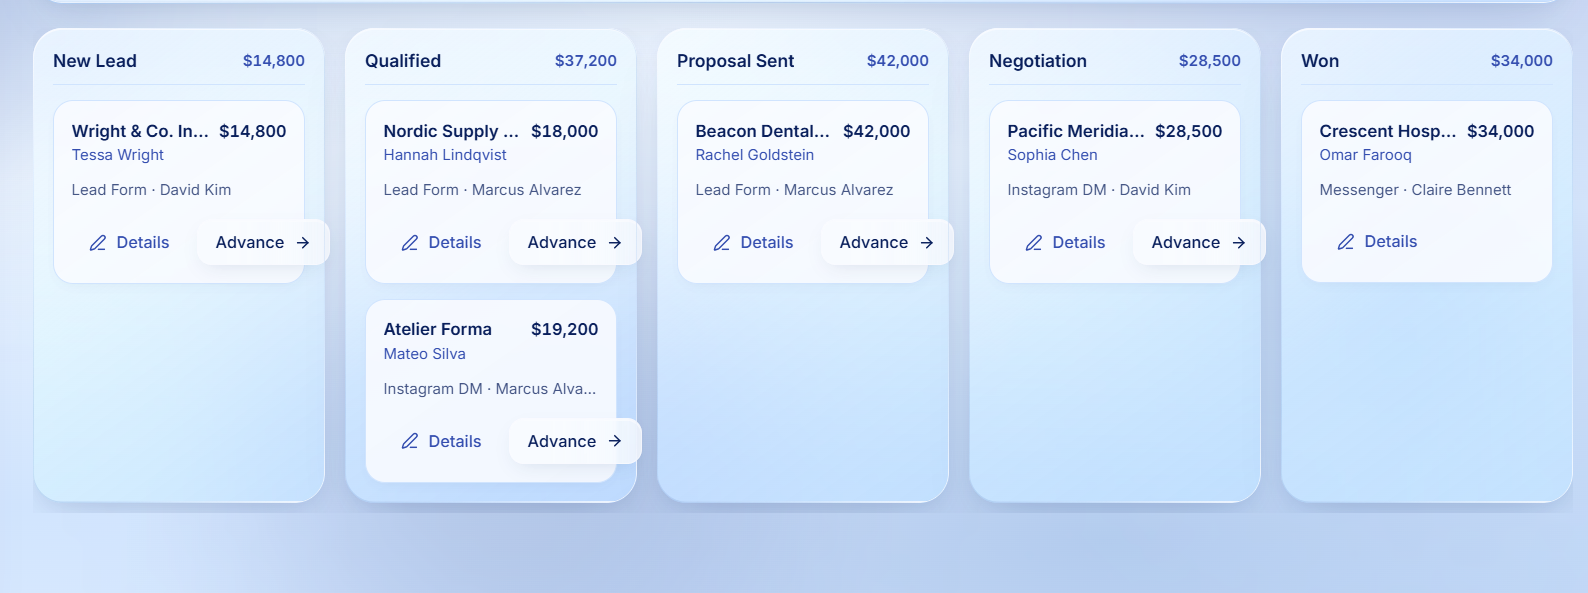 New Lead $14,800
Wright & Co. In... $14,800
Tessa Wright
Lead Form · David Kim
Details Advance →
Qualified $37,200
Nordic Supply ... $18,000
Hannah Lindqvist
Lead Form · Marcus Alvarez
Details Advance →
Atelier Forma $19,200
Mateo Silva
Instagram DM · Marcus Alva...
Details Advance →
Proposal Sent $42,000
Beacon Dental... $42,000
Rachel Goldstein
Lead Form · Marcus Alvarez
Details Advance →
Negotiation $28,500
Pacific Meridia... $28,500
Sophia Chen
Instagram DM · David Kim
Details Advance →
Won $34,000
Crescent Hosp... $34,000
Omar Farooq
Messenger · Claire Bennett
Details